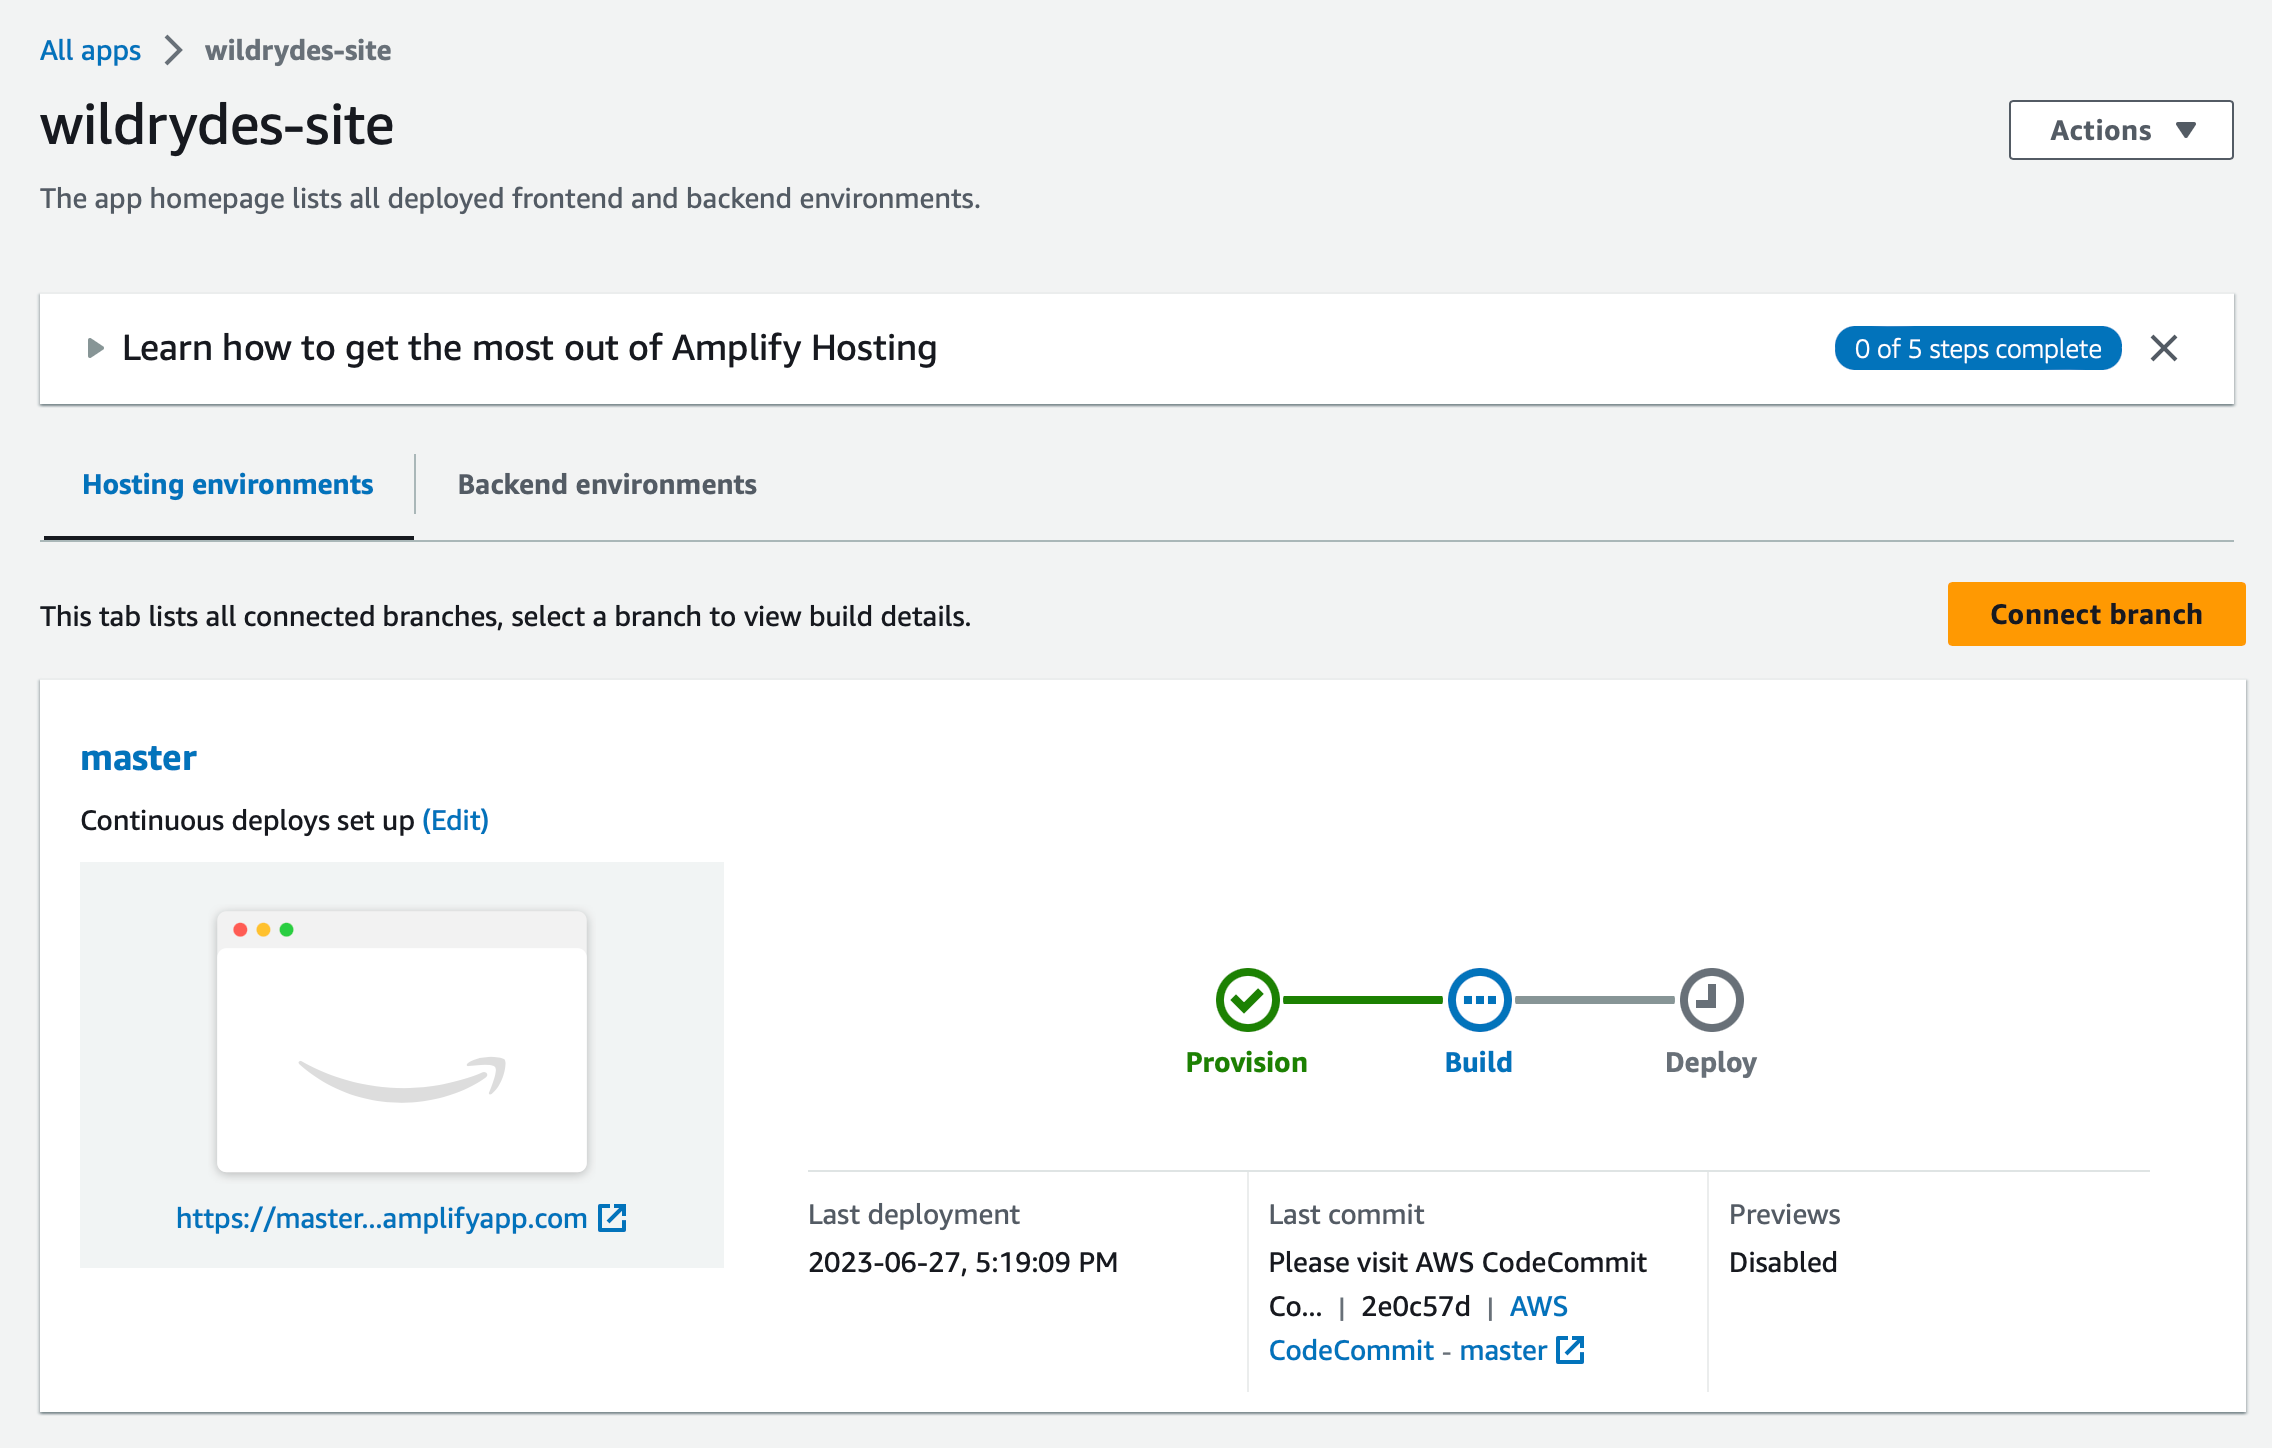 All apps > wildrydes-site
wildrydes-site
Actions
The app homepage lists all deployed frontend and backend environments.
Learn how to get the most out of Amplify Hosting
0 of 5 steps complete
Hosting environments
Backend environments
This tab lists all connected branches, select a branch to view build details.
Connect branch
master
Continuous deploys set up (Edit)
https://master...amplifyapp.com
Provision
Build
Deploy
Last deployment
2023-06-27, 5:19:09 PM
Last commit
Please visit AWS CodeCommit
Co... | 2e0c57d | AWS
CodeCommit - master
Previews
Disabled